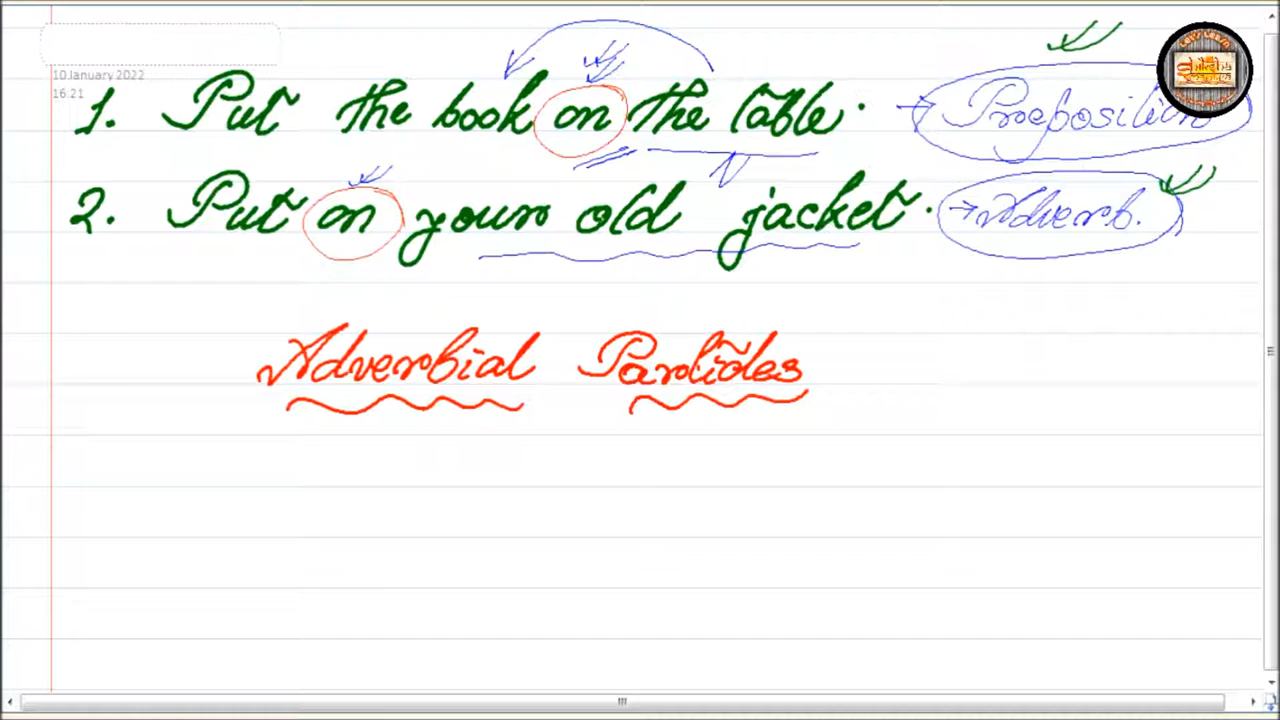 10 January 2022
16:21
1. Put the book on the table. → Preposition
2. Put on your old jacket. → Adverb.
Adverbial Particles